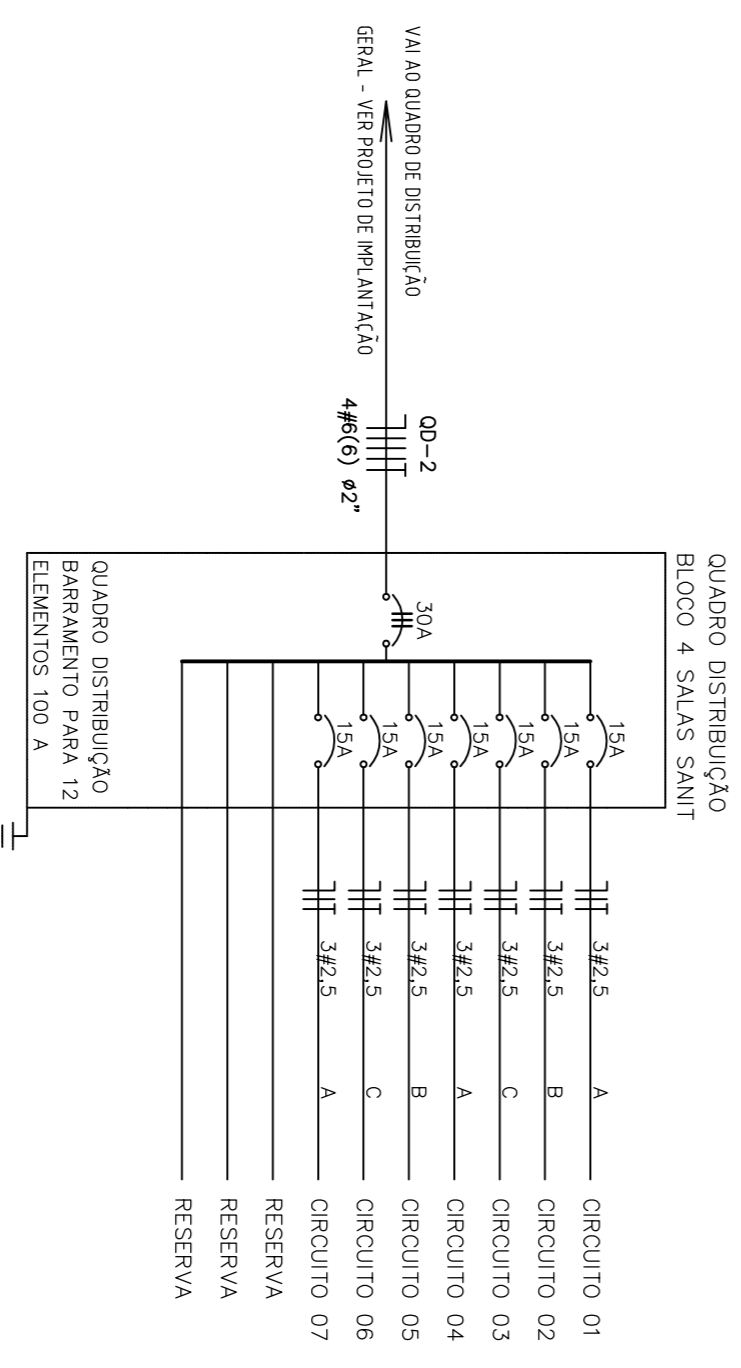 QUADRO DISTRIBUIÇÃO
BLOCO 4 SALAS SANIT
VAI AO QUADRO DE DISTRIBUIÇÃO
GERAL - VER PROJETO DE IMPLANTAÇÃO
QD-2
4#6(6) ø2"
30A
15A 3#2,5 A CIRCUITO 01
15A 3#2,5 B CIRCUITO 02
15A 3#2,5 C CIRCUITO 03
15A 3#2,5 A CIRCUITO 04
15A 3#2,5 B CIRCUITO 05
15A 3#2,5 C CIRCUITO 06
15A 3#2,5 A CIRCUITO 07
RESERVA
RESERVA
RESERVA
QUADRO DISTRIBUIÇÃO
BARRAMENTO PARA 12
ELEMENTOS 100 A